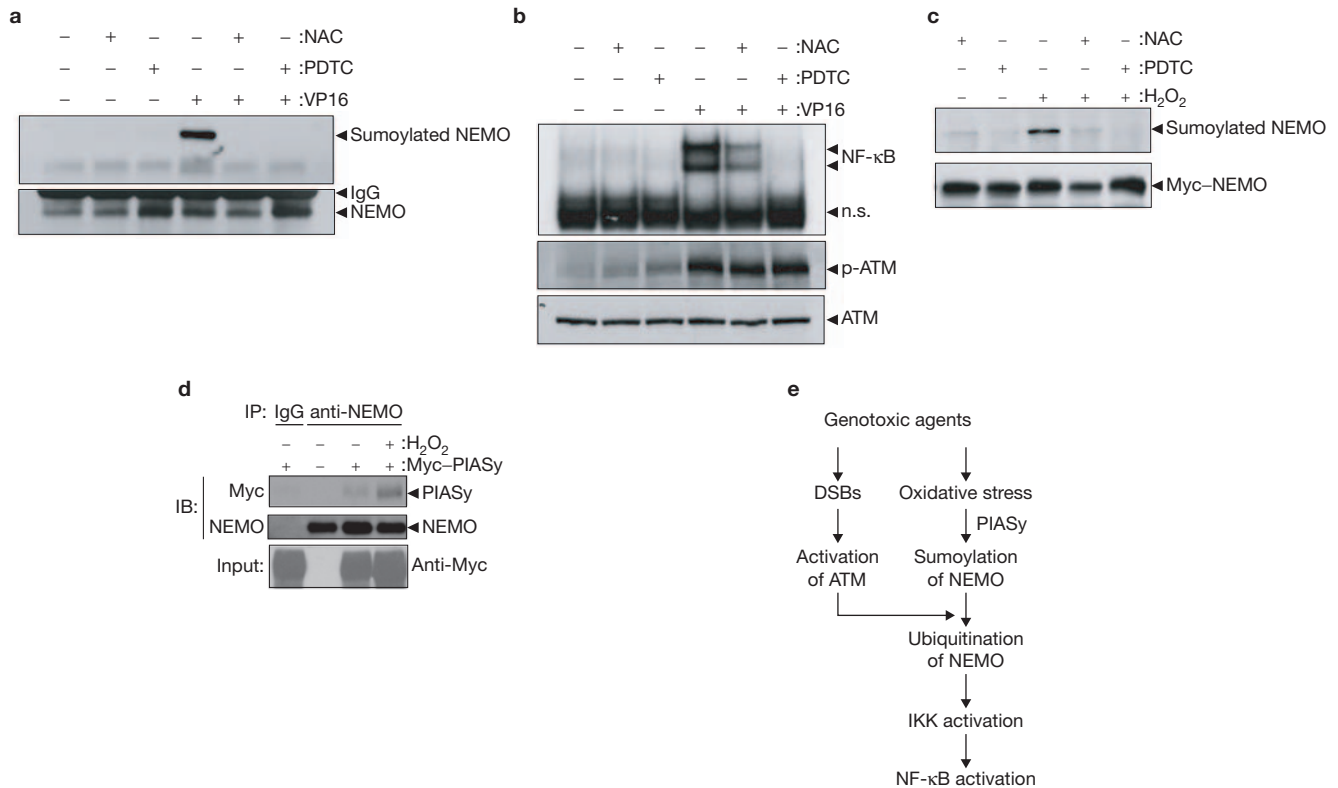 a
– + – – + – :NAC
– – + – – + :PDTC
– – – + + + :VP16
Sumoylated NEMO
IgG
NEMO
b
– + – – + – :NAC
– – + – – + :PDTC
– – – + + + :VP16
NF-κB
n.s.
p-ATM
ATM
c
+ – – + – :NAC
– + – – + :PDTC
– – + + + :H₂O₂
Sumoylated NEMO
Myc–NEMO
d
IP: IgG anti-NEMO
– – – + :H₂O₂
+ – + + :Myc–PIASy
IB:
Myc PIASy
NEMO NEMO
Input: Anti-Myc
e
Genotoxic agents
DSBs Oxidative stress
PIASy
Activation Sumoylation
of ATM of NEMO
Ubiquitination
of NEMO
IKK activation
NF-κB activation